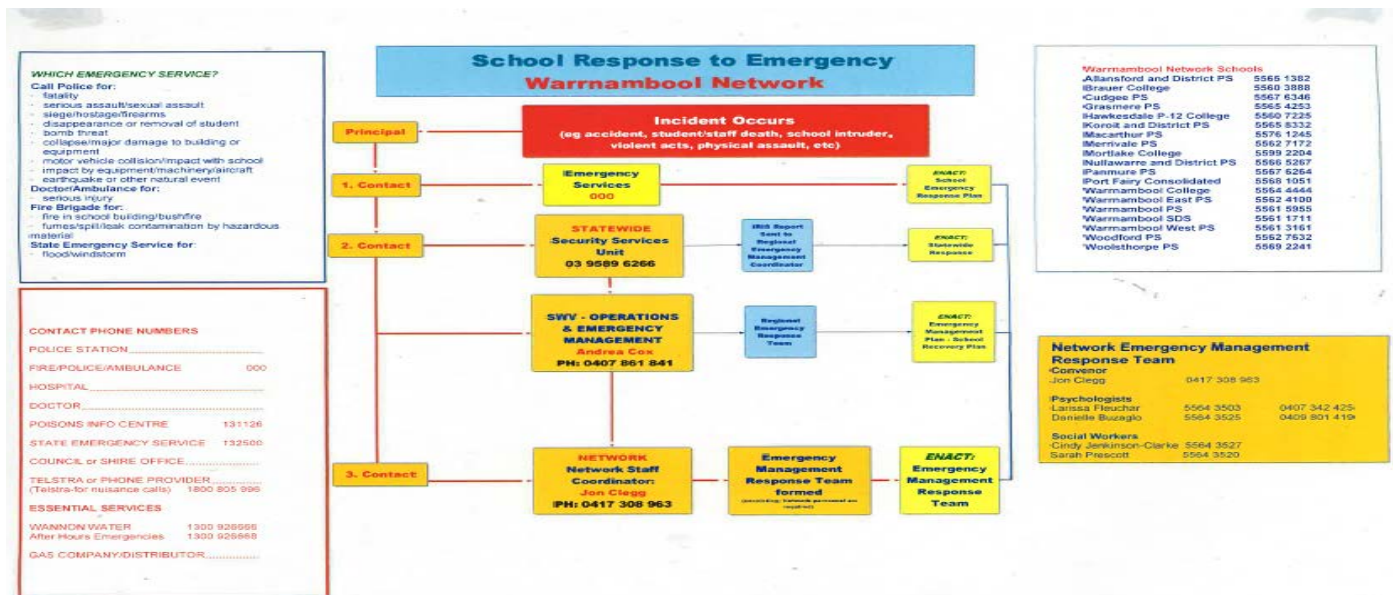 School Response to Emergency
Warrnambool Network
WHICH EMERGENCY SERVICE?
Call Police for:
- fatality
- serious assault/sexual assault
- siege/hostage/firearms
- disappearance or removal of student
- bomb threat
- collapse/major damage to building or
equipment
- motor vehicle collision/impact with school
- impact by equipment/machinery/aircraft
- earthquake or other natural event
Doctor/Ambulance for:
- serious injury
Fire Brigade for:
- fire in school building/bushfire
- fumes/spill/leak contamination by hazardous
material
State Emergency Service for:
- flood/windstorm
CONTACT PHONE NUMBERS
POLICE STATION
FIRE/POLICE/AMBULANCE 000
HOSPITAL
DOCTOR
POISONS INFO CENTRE 131126
STATE EMERGENCY SERVICE 132500
COUNCIL or SHIRE OFFICE
TELSTRA or PHONE PROVIDER
(Telstra-for nuisance calls) 1800 805 996
ESSENTIAL SERVICES
WANNON WATER 1300 926666
After Hours Emergencies 1300 926668
GAS COMPANY/DISTRIBUTOR
Principal
Incident Occurs
(eg accident, student/staff death, school intruder,
violent acts, physical assault, etc)
1. Contact
Emergency
Services
000
ENACT:
School
Emergency
Response Plan
2. Contact
STATEWIDE
Security Services
Unit
03 9589 6266
IRIS Report
Sent to
Regional
Emergency
Management
Coordinator
ENACT:
Statewide
Response
SWV - OPERATIONS
& EMERGENCY
MANAGEMENT
Andrea Cox
PH: 0407 861 841
Regional
Emergency
Response
Team
ENACT:
Emergency
Management
Plan - School
Recovery Plan
3. Contact
NETWORK
Network Staff
Coordinator:
Jon Clegg
PH: 0417 308 963
Emergency
Management
Response Team
formed
ENACT:
Emergency
Management
Response
Team
Warrnambool Network Schools
Allansford and District PS 5565 1382
Brauer College 5560 3888
Cudgee PS 5567 6346
Grasmere PS 5565 4253
Hawkesdale P-12 College 5560 7225
Koroit and District PS 5565 8332
Macarthur PS 5576 1245
Merrivale PS 5562 7172
Mortlake College 5599 2204
Nullawarre and District PS 5566 5267
Panmure PS 5567 6264
Port Fairy Consolidated 5568 1051
Warrnambool College 5564 4444
Warrnambool East PS 5562 4100
Warrnambool PS 5561 5955
Warrnambool SDS 5561 1711
Warrnambool West PS 5561 3161
Woodford PS 5562 7632
Woolsthorpe PS 5569 2241
Network Emergency Management
Response Team
Convenor
Jon Clegg 0417 308 963
Psychologists
Larissa Fleuchar 5564 3503 0407 342 425
Danielle Buzaglo 5564 3525 0409 801 419
Social Workers
Cindy Jenkinson-Clarke 5564 3527
Sarah Prescott 5564 3520